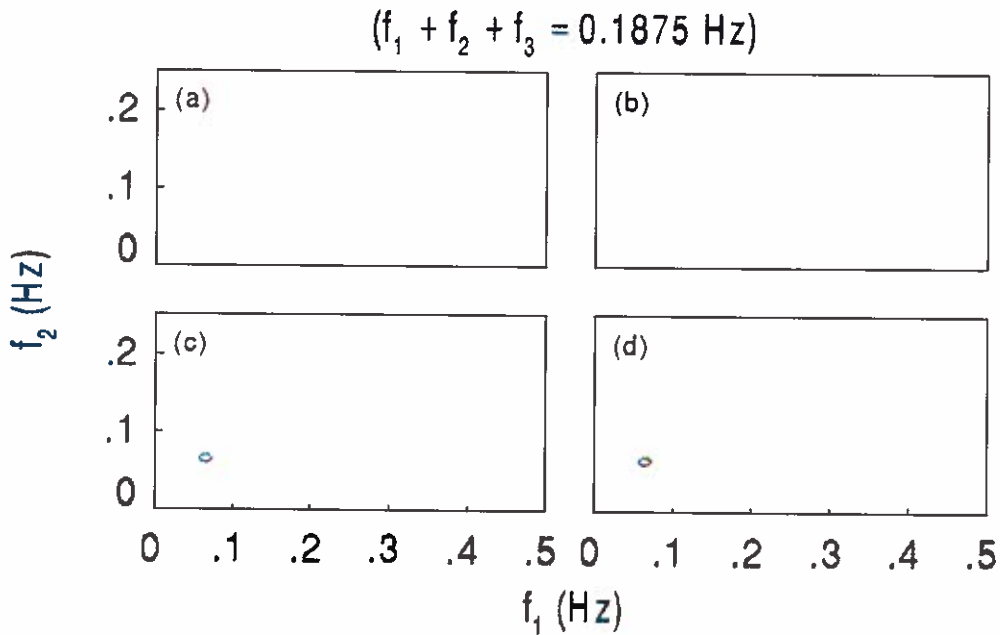 (f₁ + f₂ + f₃ = 0.1875 Hz)
(a) (b)
.2
.1
0
f₂ (Hz)
(c) (d)
.2
.1
0
0 .1 .2 .3 .4 .5 0 .1 .2 .3 .4 .5
f₁ (Hz)